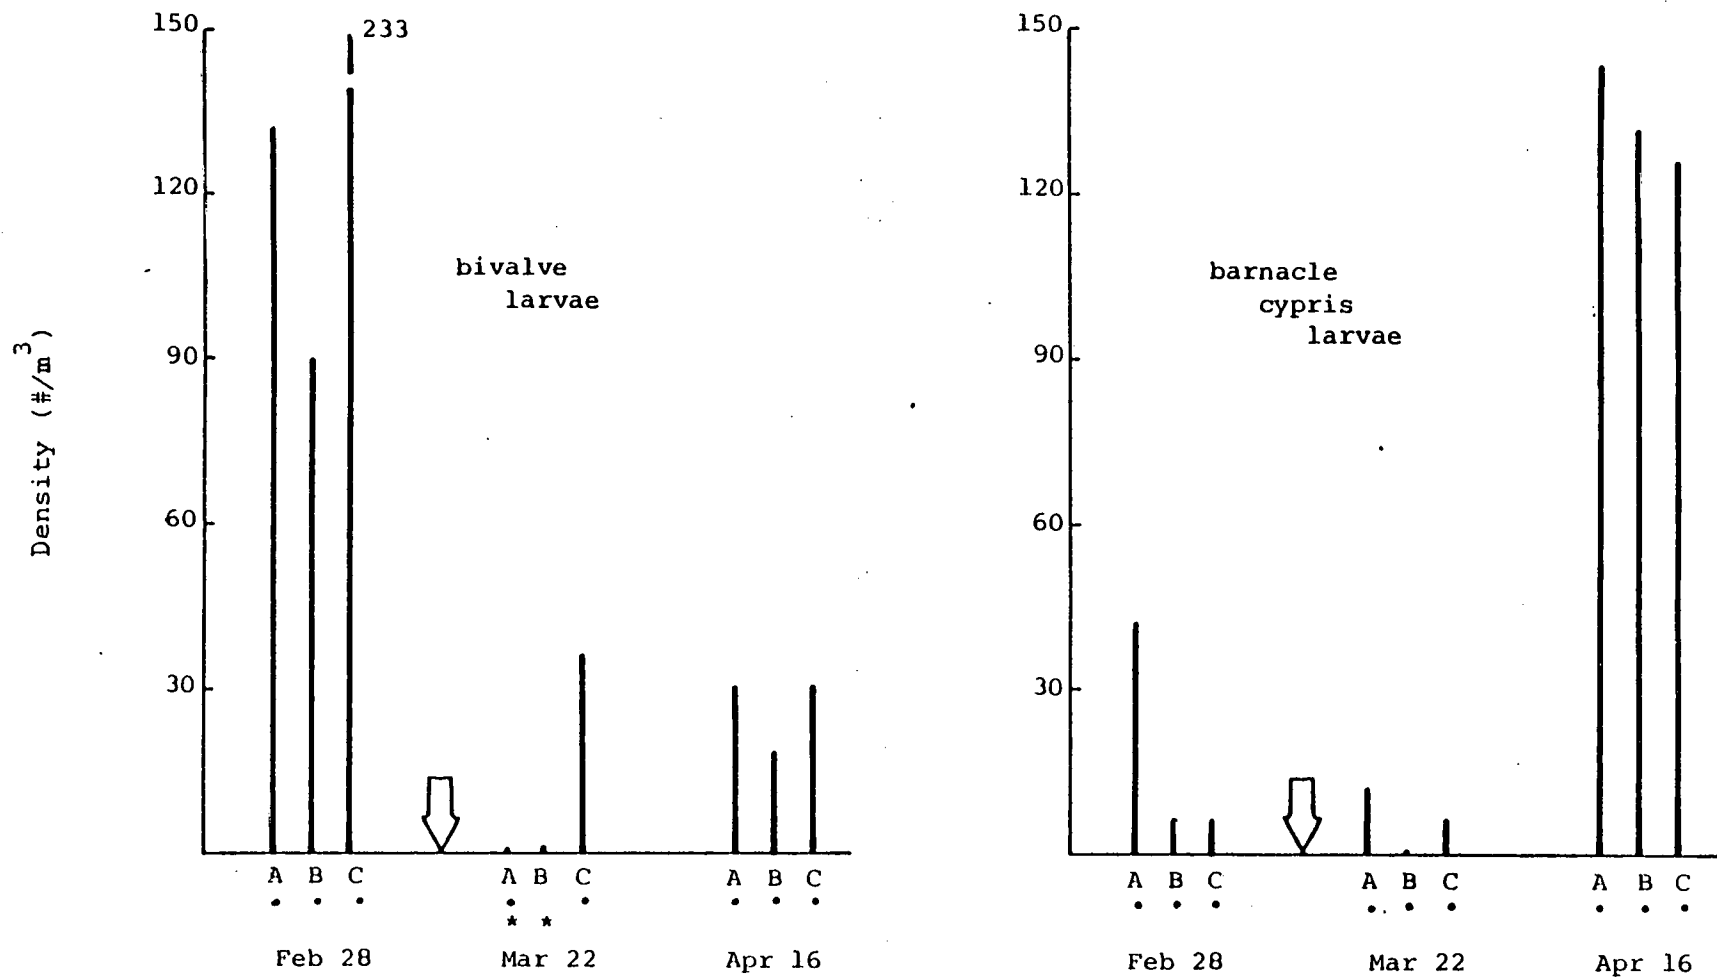 Density (#/m³)
150
120
90
60
30
233
bivalve
larvae
A B C
A B C
* *
A B C
Feb 28
Mar 22
Apr 16
150
120
90
60
30
barnacle
cypris
larvae
A B C
A B C
A B C
Feb 28
Mar 22
Apr 16